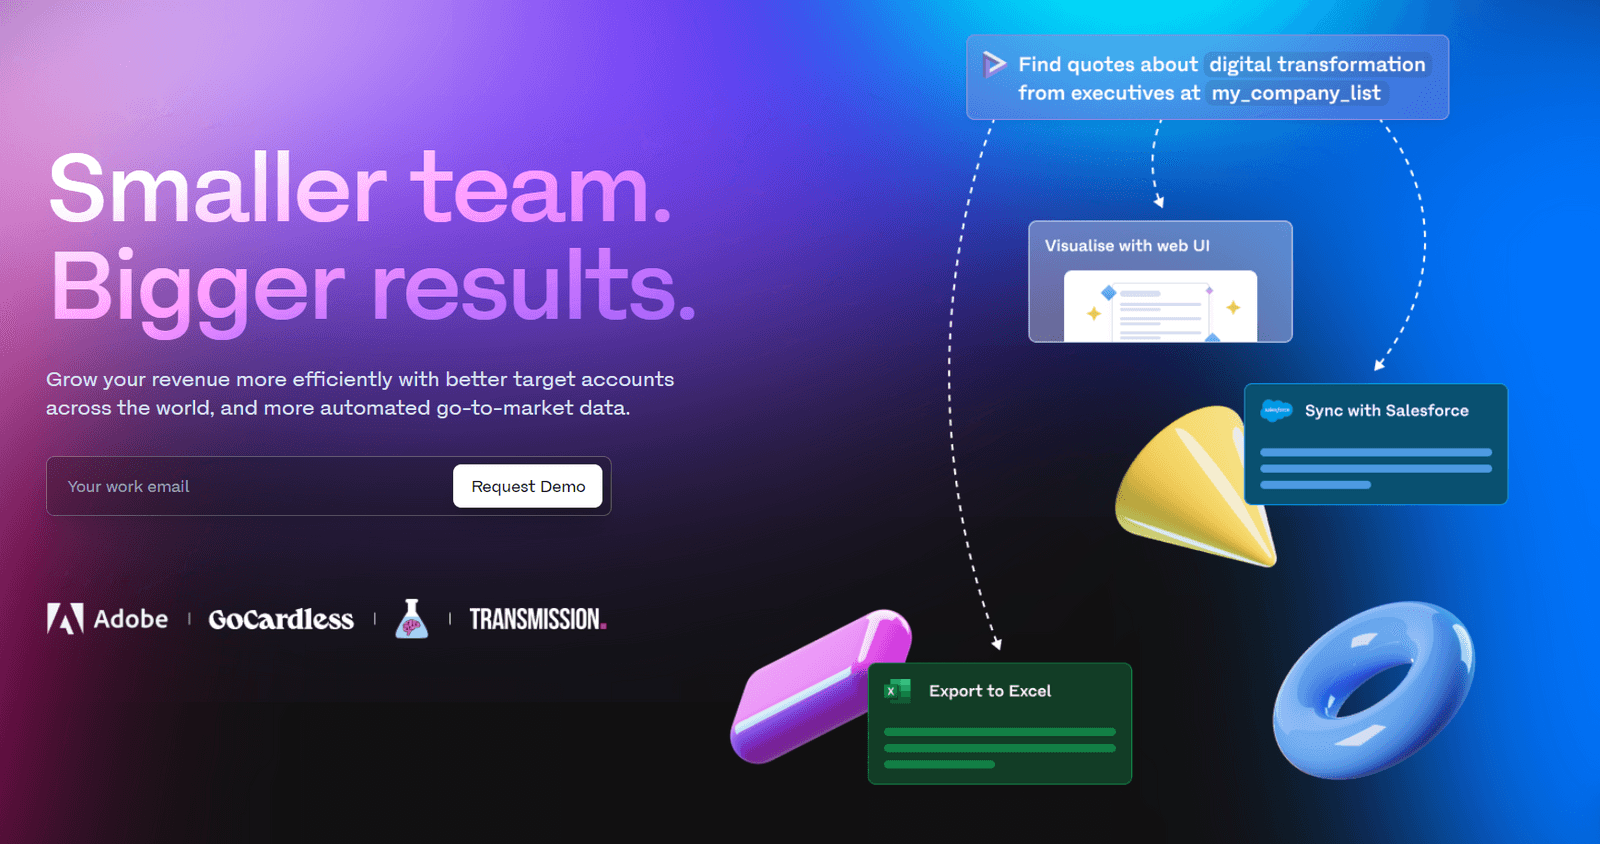 Smaller team.
Bigger results.
Grow your revenue more efficiently with better target accounts
across the world, and more automated go-to-market data.
Your work email
Request Demo
Adobe
GoCardless
TRANSMISSION.
Find quotes about digital transformation
from executives at my_company_list
Visualise with web UI
salesforce
Sync with Salesforce
X
Export to Excel